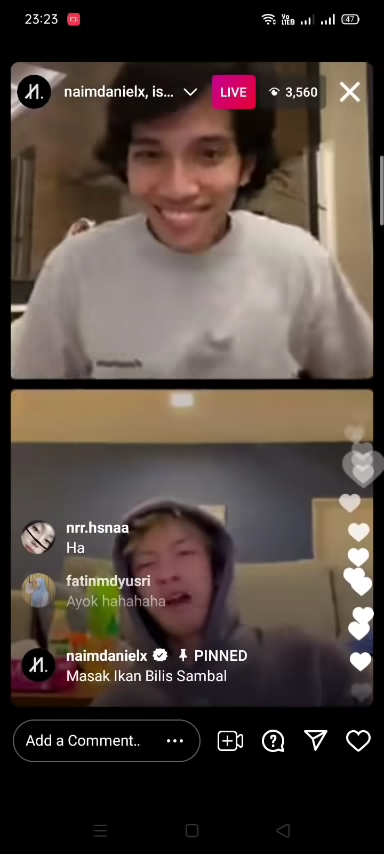 23:23
47
naimdanielx, is...
LIVE
3,560
nrr.hsnaa
Ha
fatinmdyusri
Ayok hahahaha
naimdanielx PINNED
Masak Ikan Bilis Sambal
Add a Comment..